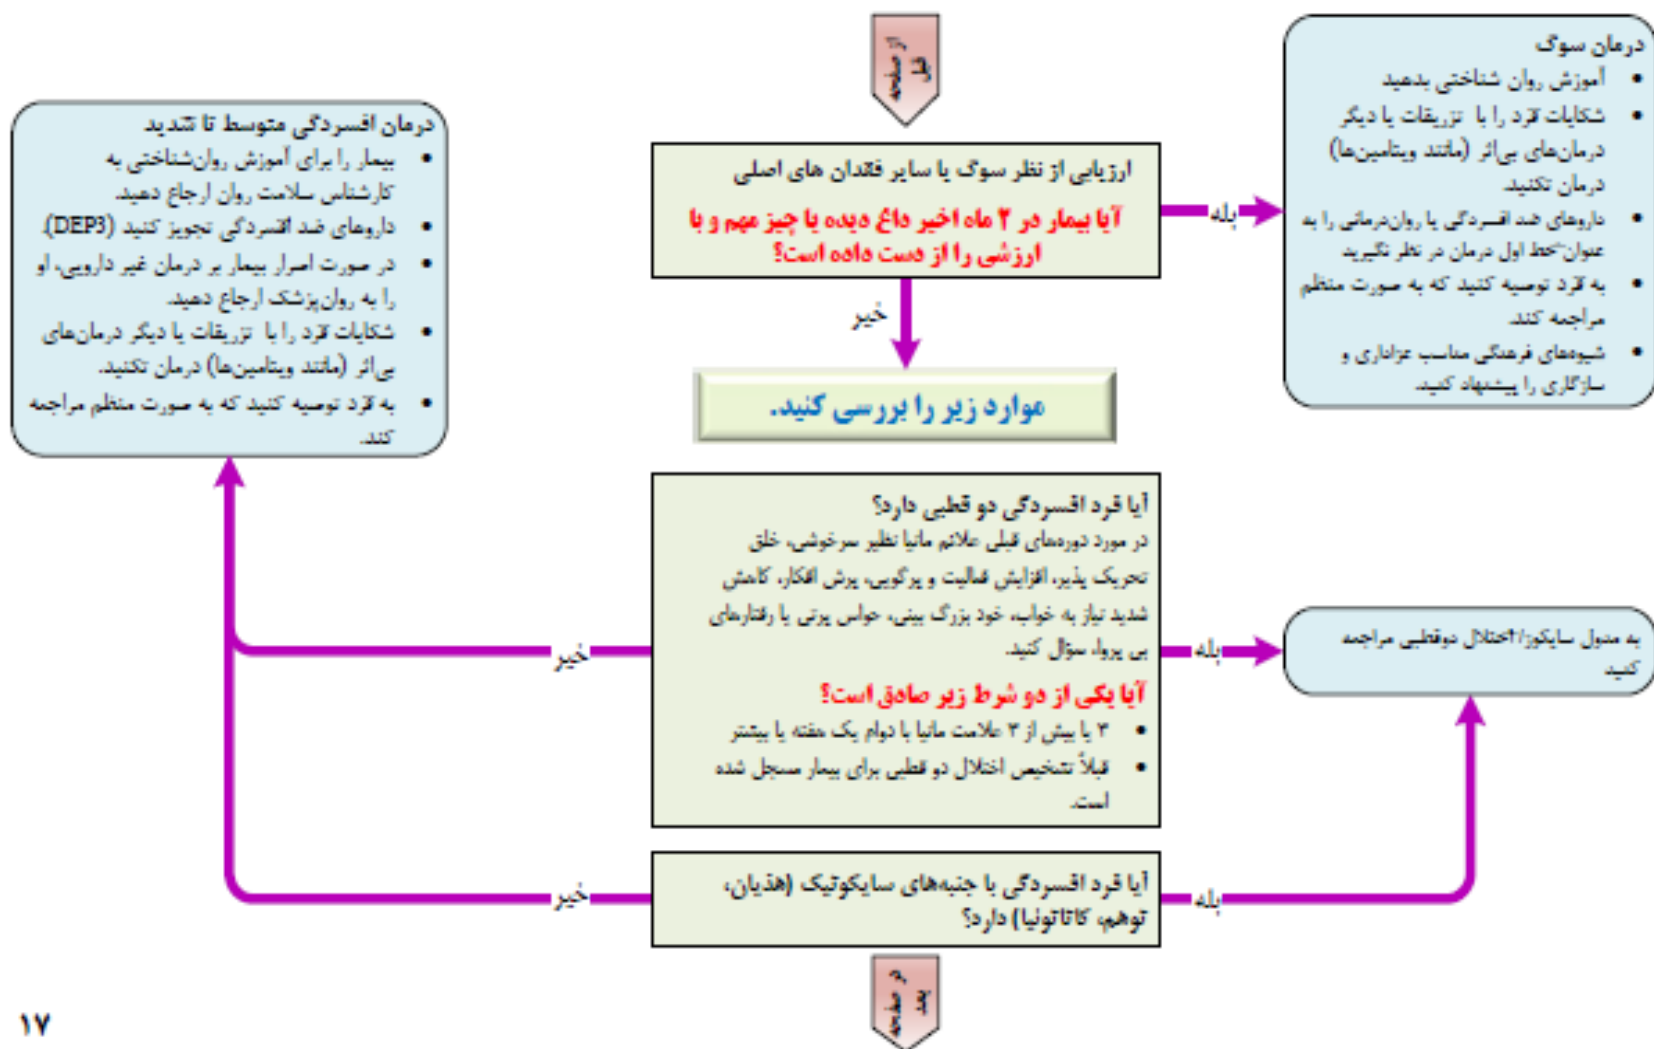 از صفحه
قبل
ارزیابی از نظر سوگ یا سایر فقدان های اصلی
آیا بیمار در ۲ ماه اخیر داغ دیده یا چیز مهم و با
ارزشی را از دست داده است؟
بله
درمان سوگ
• آموزش روان شناختی بدهید
• شکایات فرد را با تزریقات یا دیگر
درمان‌های بی‌اثر (مانند ویتامین‌ها)
درمان نکنید.
• داروهای ضد افسردگی یا روان‌درمانی را به
عنوان خط اول درمان در نظر نگیرید
• به فرد توصیه کنید که به صورت منظم
مراجعه کند.
• شیوه‌های فرهنگی مناسب عزاداری و
سازگاری را پیشنهاد کنید.
خیر
موارد زیر را بررسی کنید.
درمان افسردگی متوسط تا شدید
• بیمار را برای آموزش روان‌شناختی به
کارشناس سلامت روان ارجاع دهید.
• داروهای ضد افسردگی تجویز کنید (DEP3).
• در صورت اصرار بیمار بر درمان غیر دارویی، او
را به روان‌پزشک ارجاع دهید.
• شکایات فرد را با تزریقات یا دیگر درمان‌های
بی‌اثر (مانند ویتامین‌ها) درمان نکنید.
• به فرد توصیه کنید که به صورت منظم مراجعه
کند.
آیا فرد افسردگی دو قطبی دارد؟
در مورد دوره‌های قبلی علائم مانیا نظیر سرخوشی، خلق
تحریک پذیر، افزایش فعالیت و پرگویی، پرش افکار، کاهش
شدید نیاز به خواب، خود بزرگ بینی، حواس پرتی یا رفتارهای
بی پروا، سؤال کنید.
آیا یکی از دو شرط زیر صادق است؟
• ۳ یا بیش از ۳ علامت مانیا با دوام یک هفته یا بیشتر
• قبلاً تشخیص اختلال دو قطبی برای بیمار مسجل شده
است.
بله
به مدول سایکوز/اختلال دوقطبی مراجعه
کنید
خیر
آیا فرد افسردگی با جنبه‌های سایکوتیک (هذیان،
توهم، کاتاتونیا) دارد؟
بله
خیر
در صفحه
بعد
۱۷